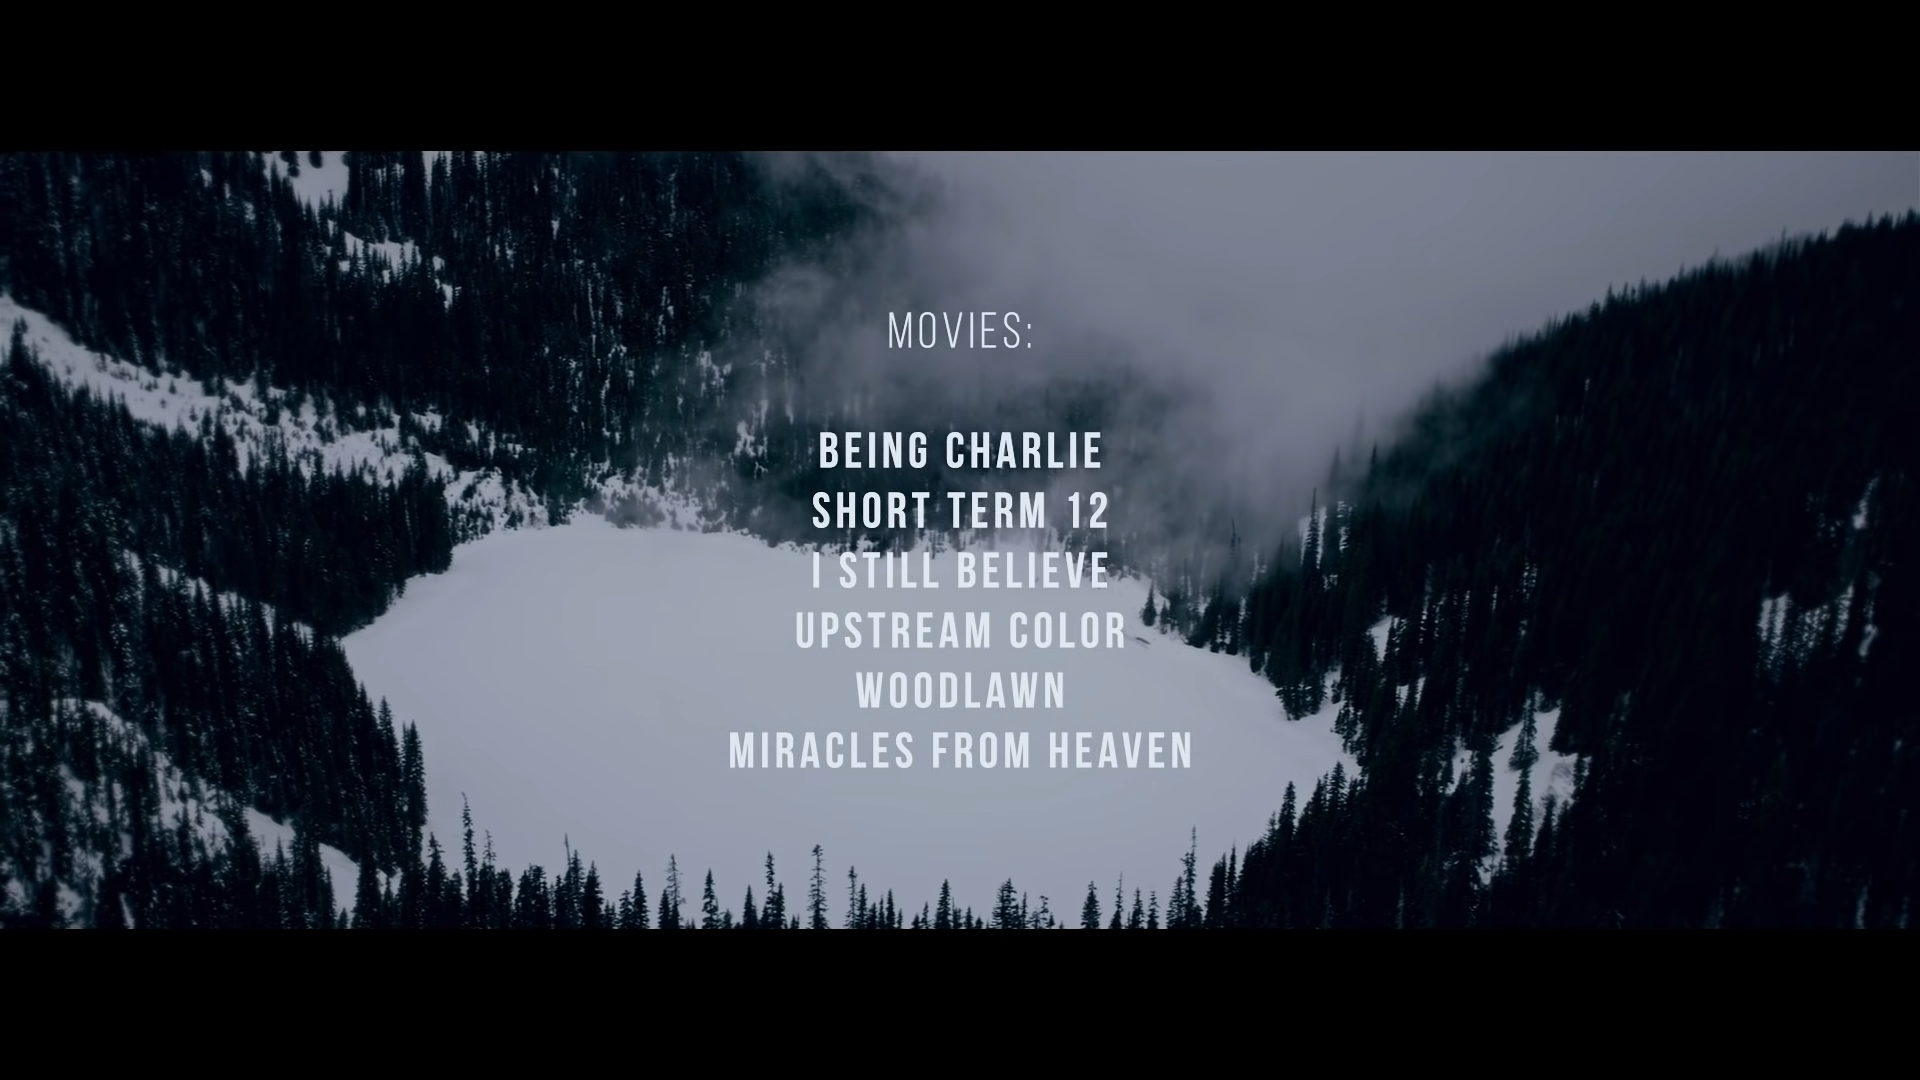 MOVIES:
BEING CHARLIE
SHORT TERM 12
I STILL BELIEVE
UPSTREAM COLOR
WOODLAWN
MIRACLES FROM HEAVEN